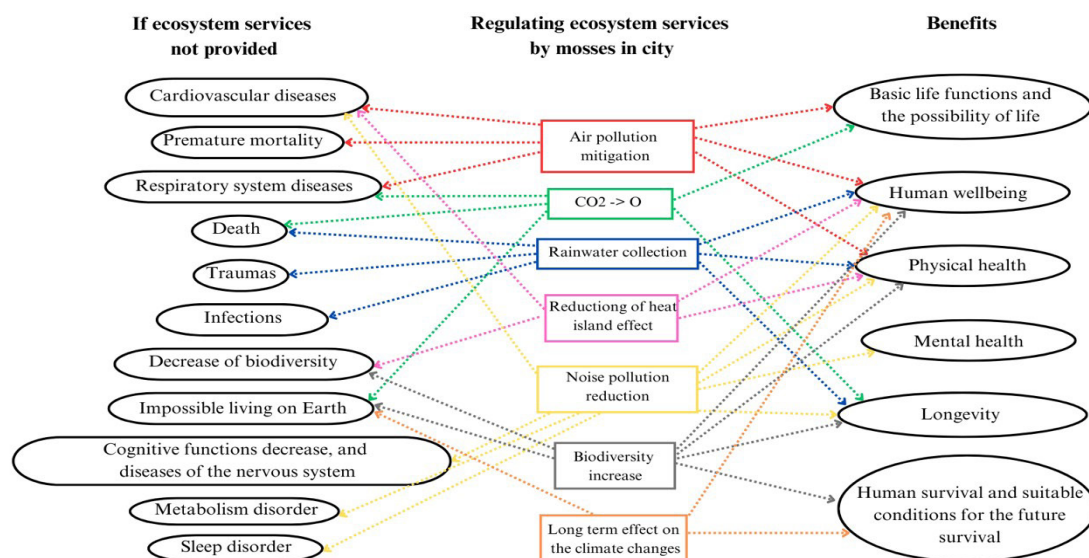 If ecosystem services
not provided
Regulating ecosystem services
by mosses in city
Benefits
Cardiovascular diseases
Premature mortality
Respiratory system diseases
Death
Traumas
Infections
Decrease of biodiversity
Impossible living on Earth
Cognitive functions decrease, and
diseases of the nervous system
Metabolism disorder
Sleep disorder
Air pollution
mitigation
CO2 -> O
Rainwater collection
Reductiong of heat
island effect
Noise pollution
reduction
Biodiversity
increase
Long term effect on
the climate changes
Basic life functions and
the possibility of life
Human wellbeing
Physical health
Mental health
Longevity
Human survival and suitable
conditions for the future
survival